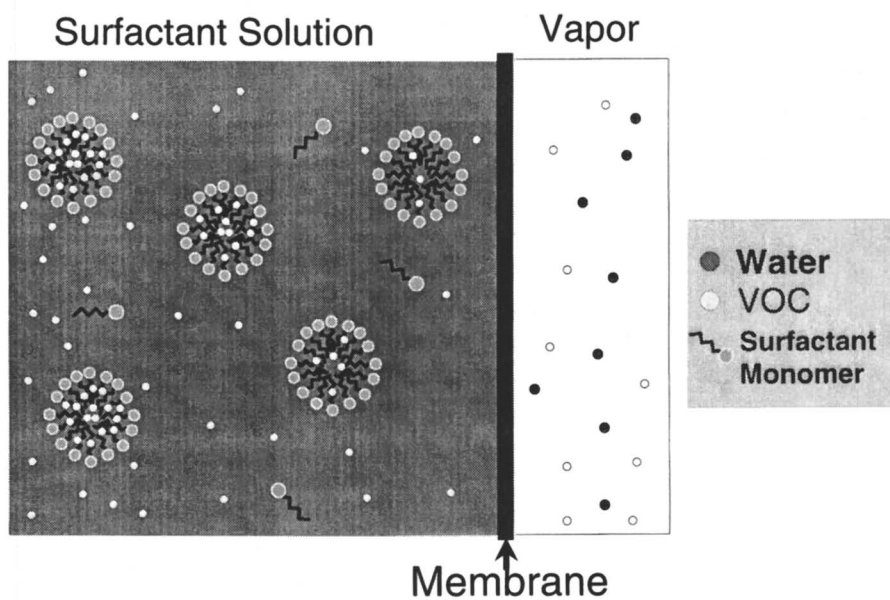 Surfactant Solution
Vapor
Water
VOC
Surfactant
Monomer
Membrane